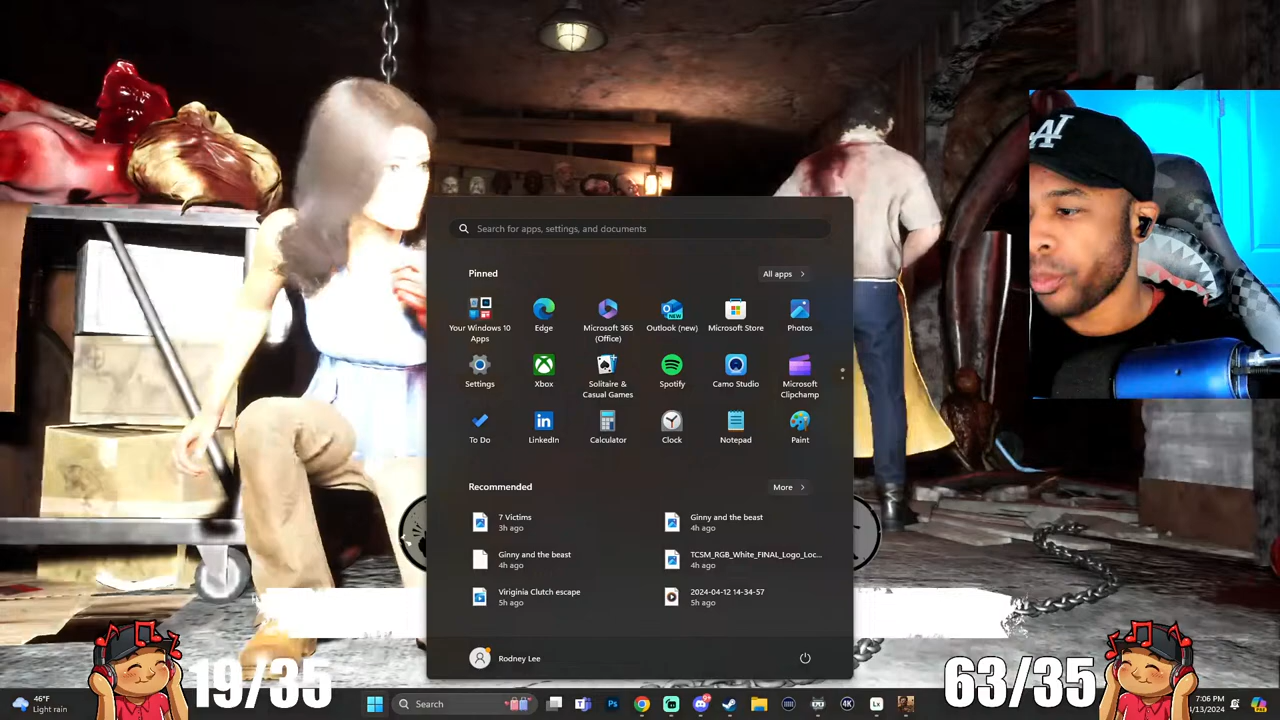 Search for apps, settings, and documents
Pinned
All apps >
Your Windows 10 Apps
Edge
Microsoft 365 (Office)
Outlook (new)
Microsoft Store
Photos
Settings
Xbox
Solitaire & Casual Games
Spotify
Camo Studio
Microsoft Clipchamp
To Do
LinkedIn
Calculator
Clock
Notepad
Paint
Recommended
More >
7 Victims
3h ago
Ginny and the beast
4h ago
Ginny and the beast
4h ago
TCSM_RGB_White_FINAL_Logo_Loc...
4h ago
Viriginia Clutch escape
5h ago
2024-04-12 14-34-57
5h ago
Rodney Lee
19/35
63/35
46°F
Light rain
Search
7:06 PM
/13/2024